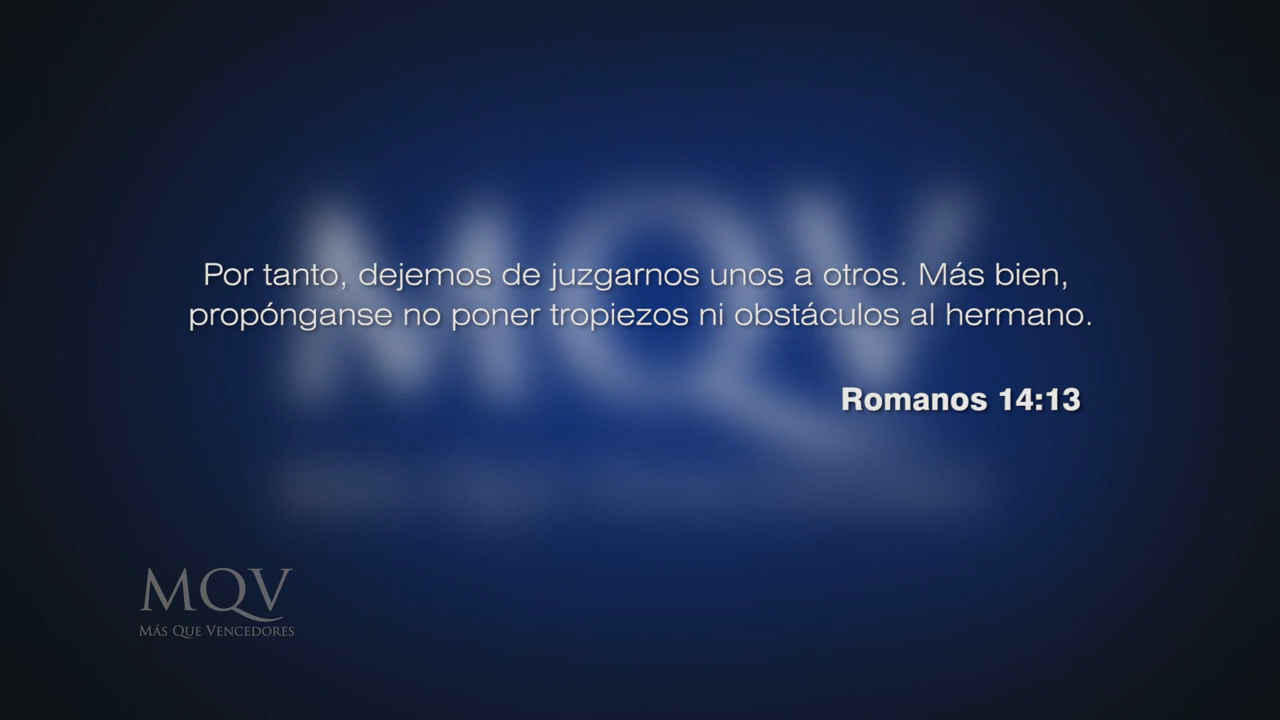 Por tanto, dejemos de juzgarnos unos a otros. Más bien,
propónganse no poner tropiezos ni obstáculos al hermano.
Romanos 14:13
MQV
MQV
MÁS QUE VENCEDORES